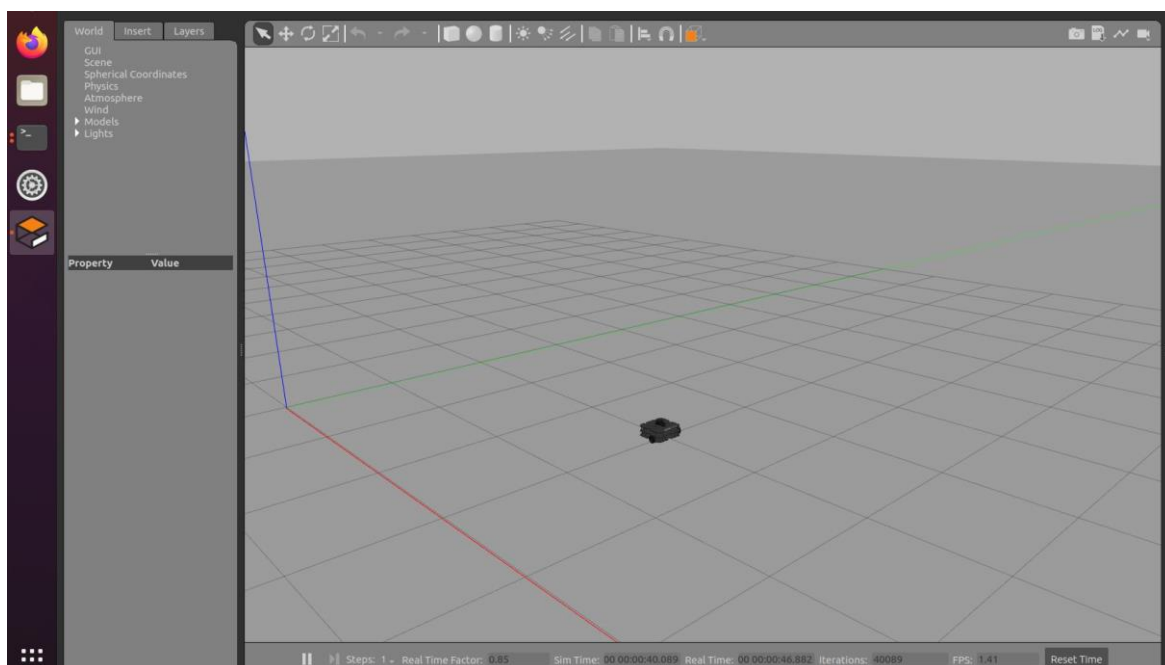 World Insert Layers
GUI
Scene
Spherical Coordinates
Physics
Atmosphere
Wind
Models
Lights
Property Value
Steps: 1 Real Time Factor: 0.85 Sim Time: 00 00:00:40.089 Real Time: 00 00:00:46.882 Iterations: 40089 FPS: 1.41 Reset Time